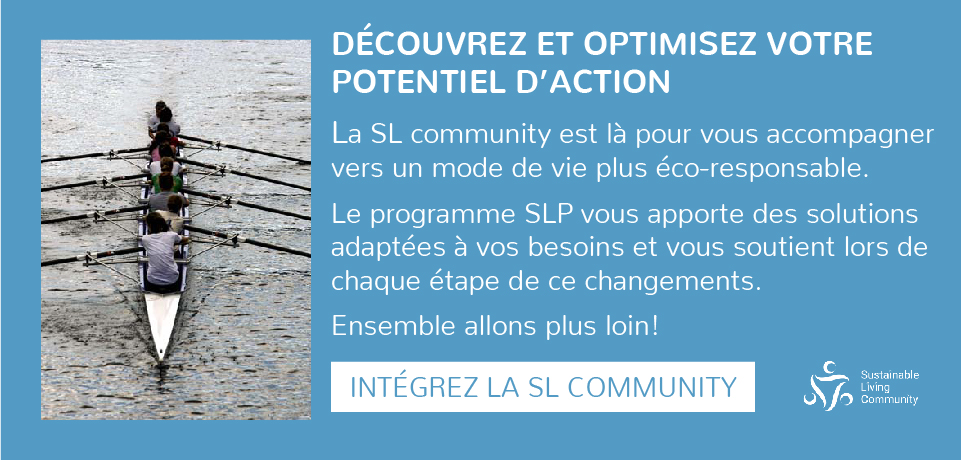 DÉCOUVREZ ET OPTIMISEZ VOTRE
POTENTIEL D'ACTION
La SL community est là pour vous accompagner
vers un mode de vie plus éco-responsable.
Le programme SLP vous apporte des solutions
adaptées à vos besoins et vous soutient lors de
chaque étape de ce changements.
Ensemble allons plus loin!
INTÉGREZ LA SL COMMUNITY
Sustainable
Living
Community